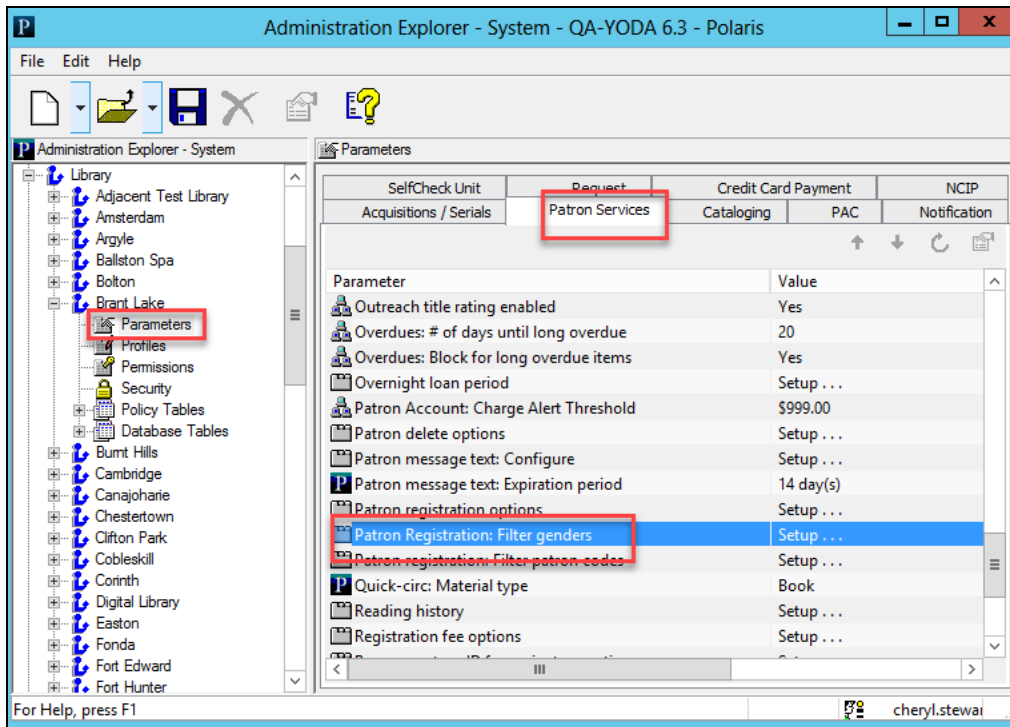 Administration Explorer - System - QA-YODA 6.3 - Polaris
File Edit Help
Administration Explorer - System
Library
Adjacent Test Library
Amsterdam
Argyle
Ballston Spa
Bolton
Brant Lake
Parameters
Profiles
Permissions
Security
Policy Tables
Database Tables
Burnt Hills
Cambridge
Canajoharie
Chestertown
Clifton Park
Cobleskill
Corinth
Digital Library
Easton
Fonda
Fort Edward
Fort Hunter
Parameters
SelfCheck Unit Request Credit Card Payment NCIP
Acquisitions / Serials Patron Services Cataloging PAC Notification
Parameter Value
Outreach title rating enabled Yes
Overdues: # of days until long overdue 20
Overdues: Block for long overdue items Yes
Overnight loan period Setup . . .
Patron Account: Charge Alert Threshold $999.00
Patron delete options Setup . . .
Patron message text: Configure Setup . . .
Patron message text: Expiration period 14 day(s)
Patron registration options Setup . . .
Patron Registration: Filter genders Setup . . .
Patron registration: Filter patron codes Setup . . .
Quick-circ: Material type Book
Reading history Setup . . .
Registration fee options Setup . . .
For Help, press F1
cheryl.stewar